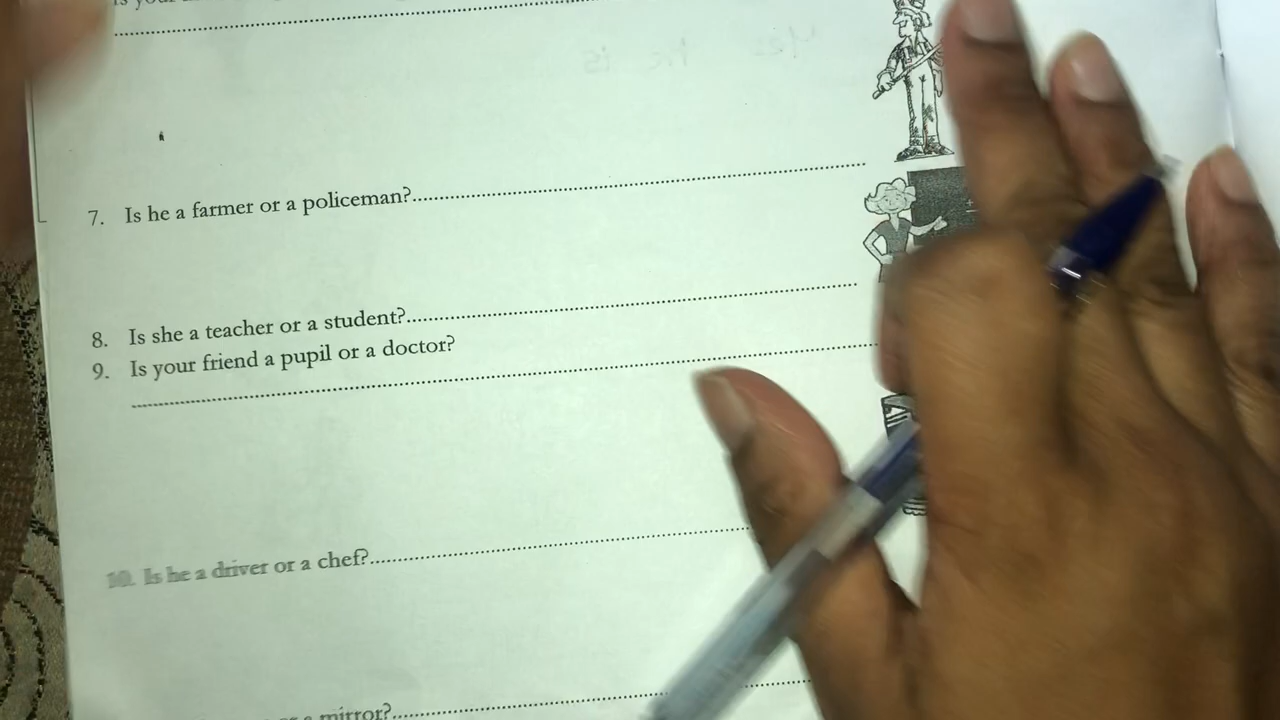 7. Is he a farmer or a policeman?
8. Is she a teacher or a student?
9. Is your friend a pupil or a doctor?
10. Is he a driver or a chef?
mirror?